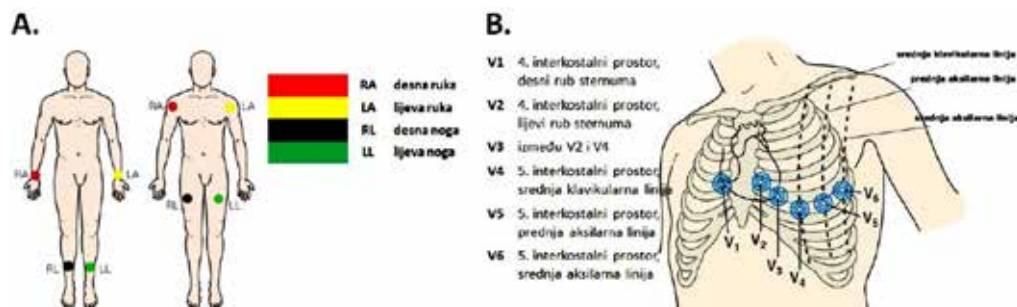 A.
RA
LA
RL
LL
RA
LA
RL
LL
RA desna ruka
LA lijeva ruka
RL desna noga
LL lijeva noga
B.
V1 4. interkostalni prostor,
desni rub sternuma
V2 4. interkostalni prostor,
lijevi rub sternuma
V3 između V2 i V4
V4 5. interkostalni prostor,
srednja klavikularna linija
V5 5. interkostalni prostor,
prednja aksilarna linija
V6 5. interkostalni prostor,
srednja aksilarna linija
srednja klavikularna linija
prednja aksilarna linija
srednja aksilarna linija
V6
V5
V1
V2
V3
V4